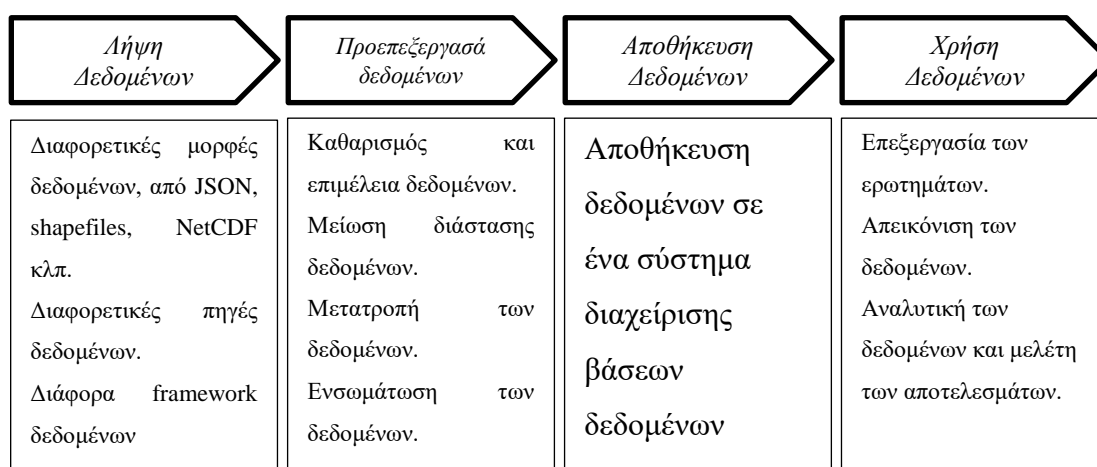 Λήψη
Δεδομένων
Διαφορετικές μορφές
δεδομένων, από JSON,
shapefiles, NetCDF
κλπ.
Διαφορετικές πηγές
δεδομένων.
Διάφορα framework
δεδομένων
Προεπεξεργασά
δεδομένων
Καθαρισμός και
επιμέλεια δεδομένων.
Μείωση διάστασης
δεδομένων.
Μετατροπή των
δεδομένων.
Ενσωμάτωση των
δεδομένων.
Αποθήκευση
Δεδομένων
Αποθήκευση
δεδομένων σε
ένα σύστημα
διαχείρισης
βάσεων
δεδομένων
Χρήση
Δεδομένων
Επεξεργασία των
ερωτημάτων.
Απεικόνιση των
δεδομένων.
Αναλυτική των
δεδομένων και μελέτη
των αποτελεσμάτων.